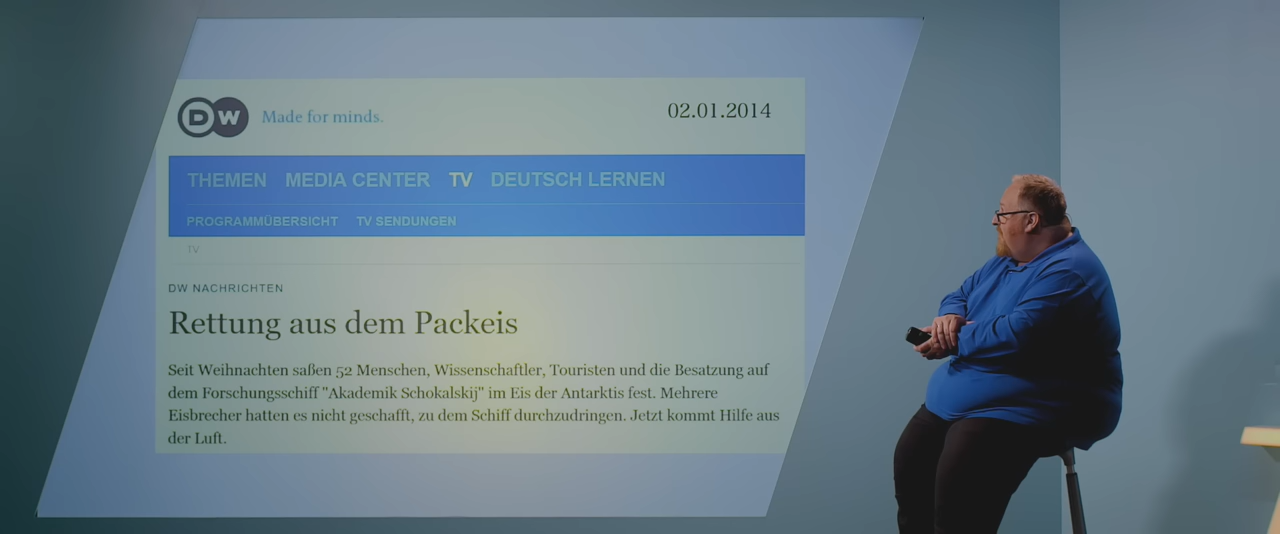 DW Made for minds.
02.01.2014
THEMEN MEDIA CENTER TV DEUTSCH LERNEN
PROGRAMMÜBERSICHT TV SENDUNGEN
TV
DW NACHRICHTEN
Rettung aus dem Packeis
Seit Weihnachten saßen 52 Menschen, Wissenschaftler, Touristen und die Besatzung auf
dem Forschungsschiff "Akademik Schokalskij" im Eis der Antarktis fest. Mehrere
Eisbrecher hatten es nicht geschafft, zu dem Schiff durchzudringen. Jetzt kommt Hilfe aus
der Luft.